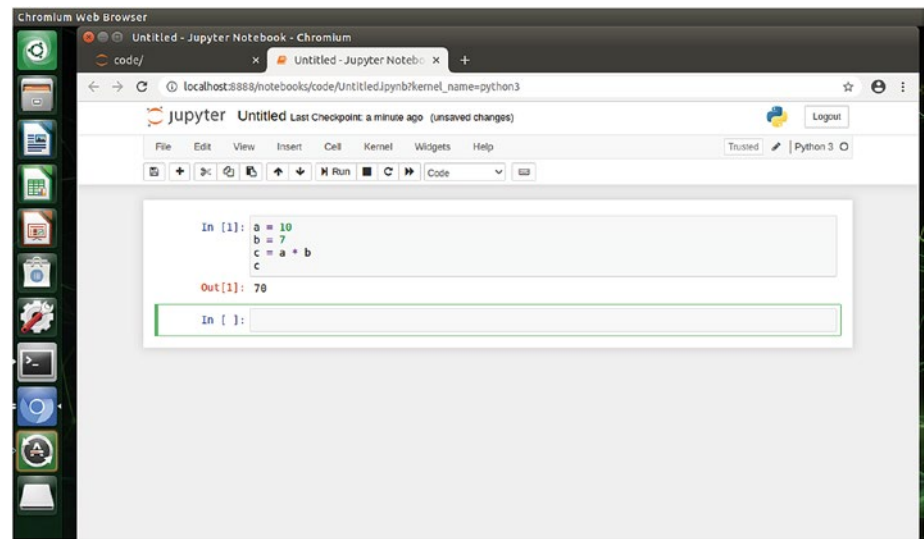 Chromium Web Browser
Untitled - Jupyter Notebook - Chromium
code/ × Untitled - Jupyter Notebo × +
localhost:8888/notebooks/code/Untitled.ipynb?kernel_name=python3
jupyter Untitled Last Checkpoint: a minute ago (unsaved changes) Logout
File Edit View Insert Cell Kernel Widgets Help Trusted Python 3
Run Code
In [1]: a = 10
b = 7
c = a * b
c
Out[1]: 70
In [ ]: